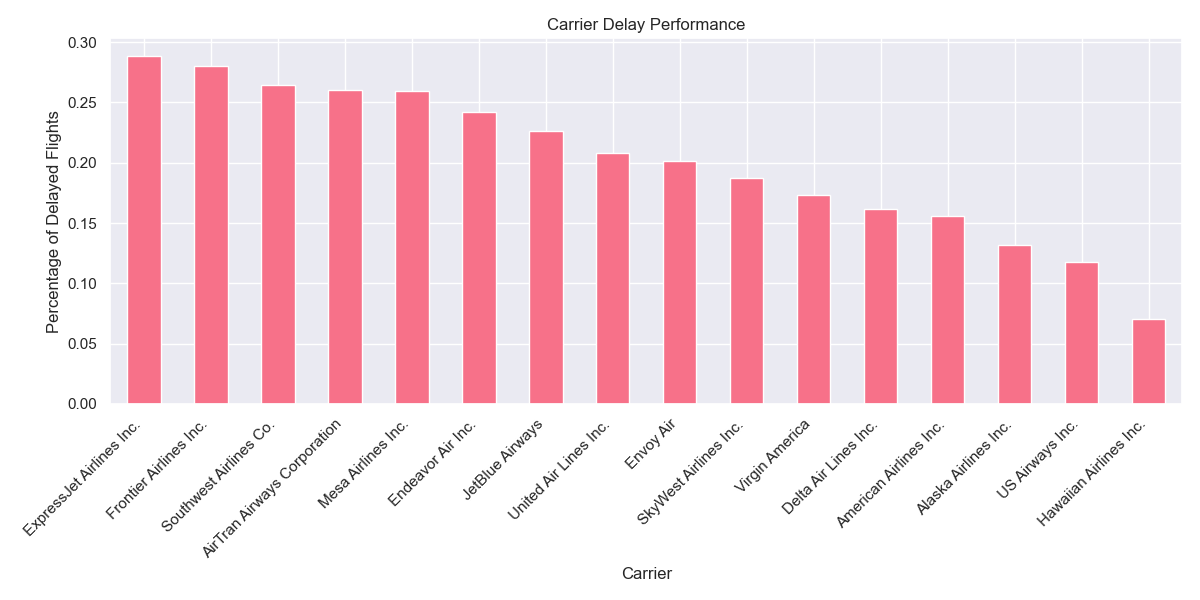 Carrier Delay Performance
Percentage of Delayed Flights
0.30
0.25
0.20
0.15
0.10
0.05
0.00
ExpressJet Airlines Inc.
Frontier Airlines Inc.
Southwest Airlines Co.
AirTran Airways Corporation
Mesa Airlines Inc.
Endeavor Air Inc.
JetBlue Airways
United Air Lines Inc.
Envoy Air
SkyWest Airlines Inc.
Virgin America
Delta Air Lines Inc.
American Airlines Inc.
Alaska Airlines Inc.
US Airways Inc.
Hawaiian Airlines Inc.
Carrier